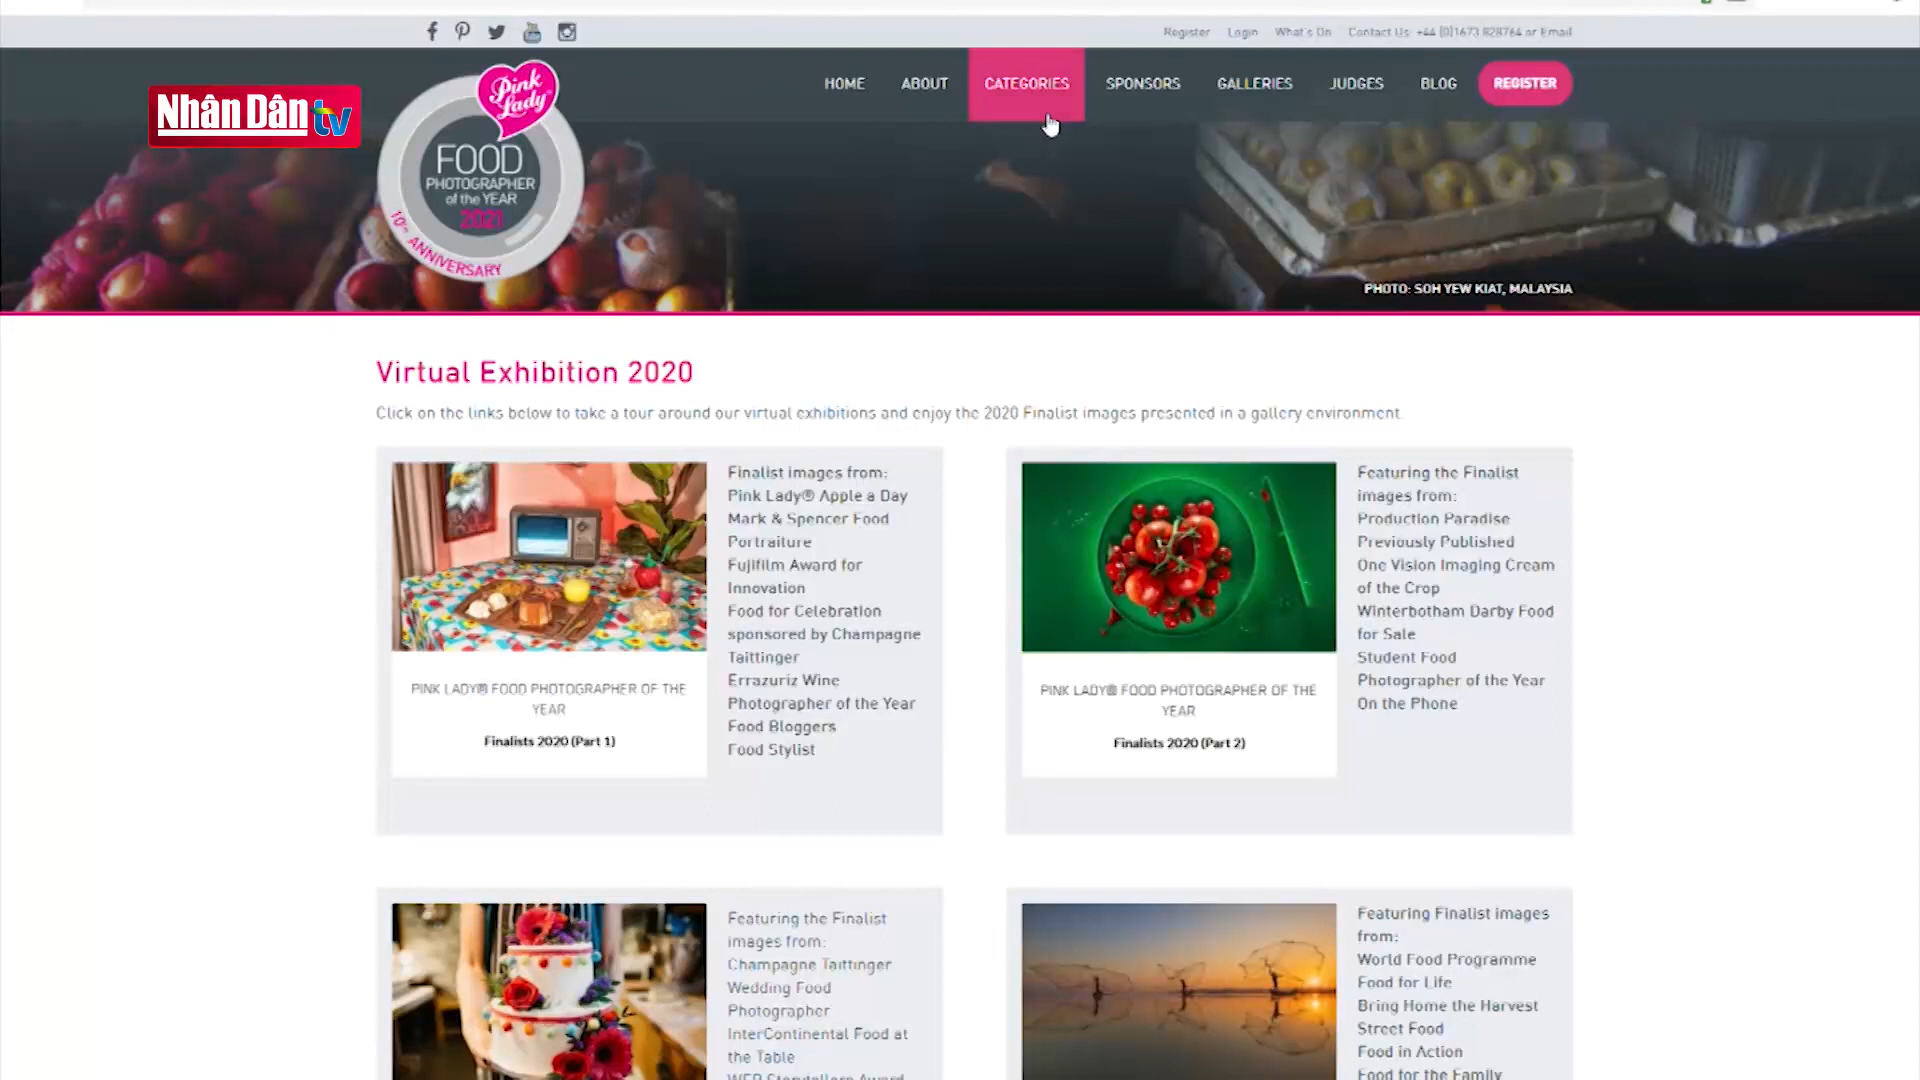 Register Login What's On Contact Us: +44 (0)1673 828764 or Email
Nhân Dân tv
Pink Lady®
HOME ABOUT CATEGORIES SPONSORS GALLERIES JUDGES BLOG REGISTER
FOOD
PHOTOGRAPHER
of the YEAR
2021
10th ANNIVERSARY
PHOTO: SOH YEW KIAT, MALAYSIA
Virtual Exhibition 2020
Click on the links below to take a tour around our virtual exhibitions and enjoy the 2020 Finalist images presented in a gallery environment.
Finalist images from:
Pink Lady® Apple a Day
Mark & Spencer Food
Portraiture
Fujifilm Award for
Innovation
Food for Celebration
sponsored by Champagne
Taittinger
Errazuriz Wine
Photographer of the Year
Food Bloggers
Food Stylist
PINK LADY® FOOD PHOTOGRAPHER OF THE
YEAR
Finalists 2020 (Part 1)
Featuring the Finalist
images from:
Production Paradise
Previously Published
One Vision Imaging Cream
of the Crop
Winterbotham Darby Food
for Sale
Student Food
Photographer of the Year
On the Phone
PINK LADY® FOOD PHOTOGRAPHER OF THE
YEAR
Finalists 2020 (Part 2)
Featuring the Finalist
images from:
Champagne Taittinger
Wedding Food
Photographer
InterContinental Food at
the Table
WFP Storytellers Award
Featuring Finalist images
from:
World Food Programme
Food for Life
Bring Home the Harvest
Street Food
Food in Action
Food for the Family